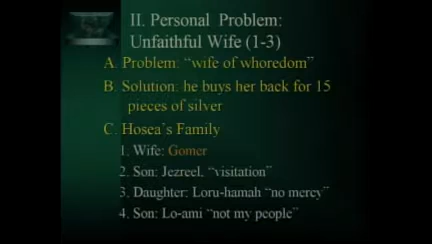 II. Personal Problem:
Unfaithful Wife (1-3)
A. Problem: “wife of whoredom”
B. Solution: he buys her back for 15
pieces of silver
C. Hosea’s Family
1. Wife: Gomer
2. Son: Jezreel, “visitation”
3. Daughter: Loru-hamah “no mercy”
4. Son: Lo-ami “not my people”